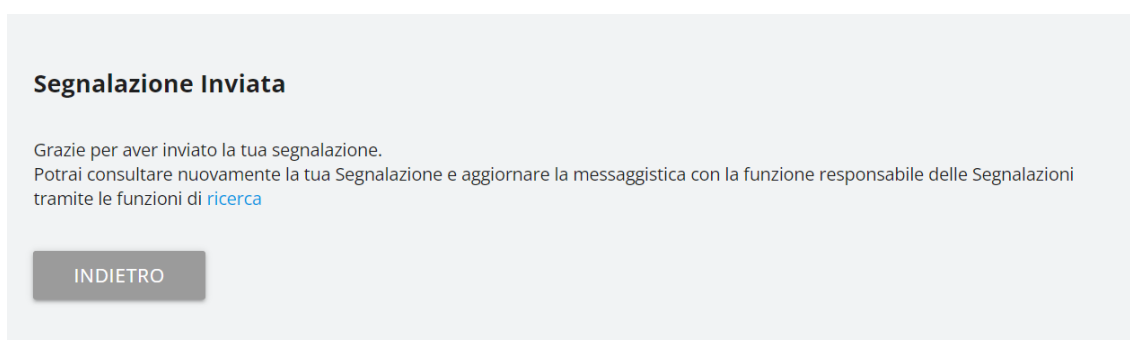 Segnalazione Inviata
Grazie per aver inviato la tua segnalazione.
Potrai consultare nuovamente la tua Segnalazione e aggiornare la messaggistica con la funzione responsabile delle Segnalazioni
tramite le funzioni di ricerca
INDIETRO